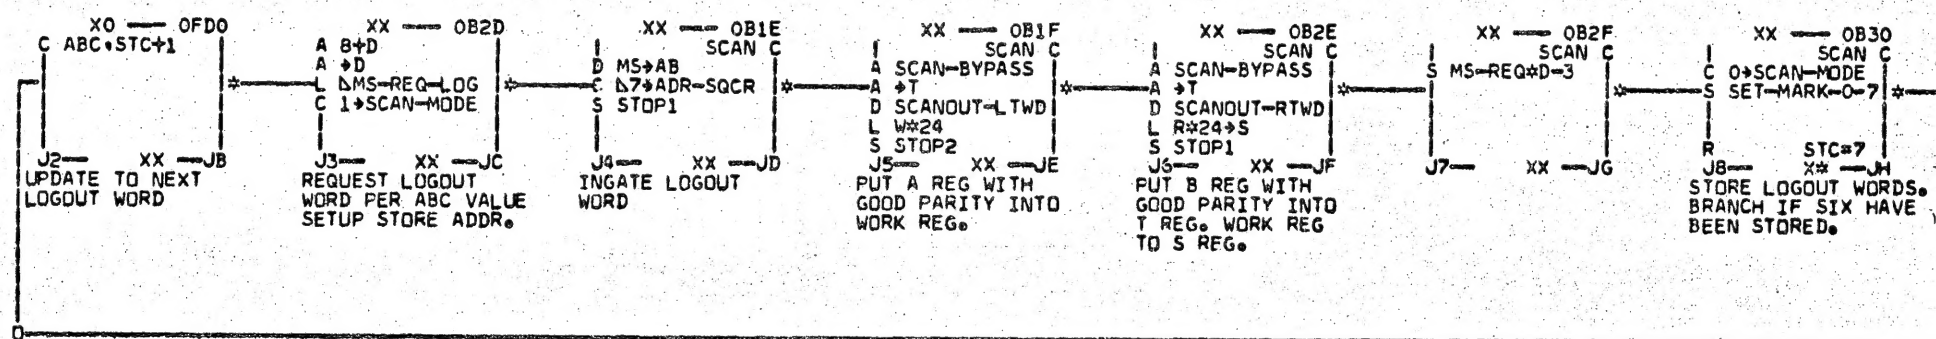 XO — OFDO
C ABC•STC+1
J2— XX —JB
UPDATE TO NEXT
LOGOUT WORD
XX — OB2D
A 8+D
A →D
L ΔMS—REQ—LOG
C 1→SCAN—MODE
J3— XX —JC
REQUEST LOGOUT
WORD PER ABC VALUE
SETUP STORE ADDR.
XX — OB1E
SCAN C
D MS→AB
C Δ7→ADR—SQCR
S STOP1
J4— XX —JD
INGATE LOGOUT
WORD
XX — OB1F
SCAN C
A SCAN—BYPASS
A →T
D SCANOUT—LTWD
L W*24
S STOP2
J5— XX —JE
PUT A REG WITH
GOOD PARITY INTO
WORK REG.
XX — OB2E
SCAN C
A SCAN—BYPASS
A →T
D SCANOUT—RTWD
L R*24→S
S STOP1
J6— XX —JF
PUT B REG WITH
GOOD PARITY INTO
T REG. WORK REG
TO S REG.
XX — OB2F
SCAN C
S MS—REQ*D—3
J7— XX —JG
XX — OB30
SCAN C
C 0→SCAN—MODE
S SET—MARK—0—7
R STC=7
J8— X* —JH
STORE LOGOUT WORDS.
BRANCH IF SIX HAVE
BEEN STORED.